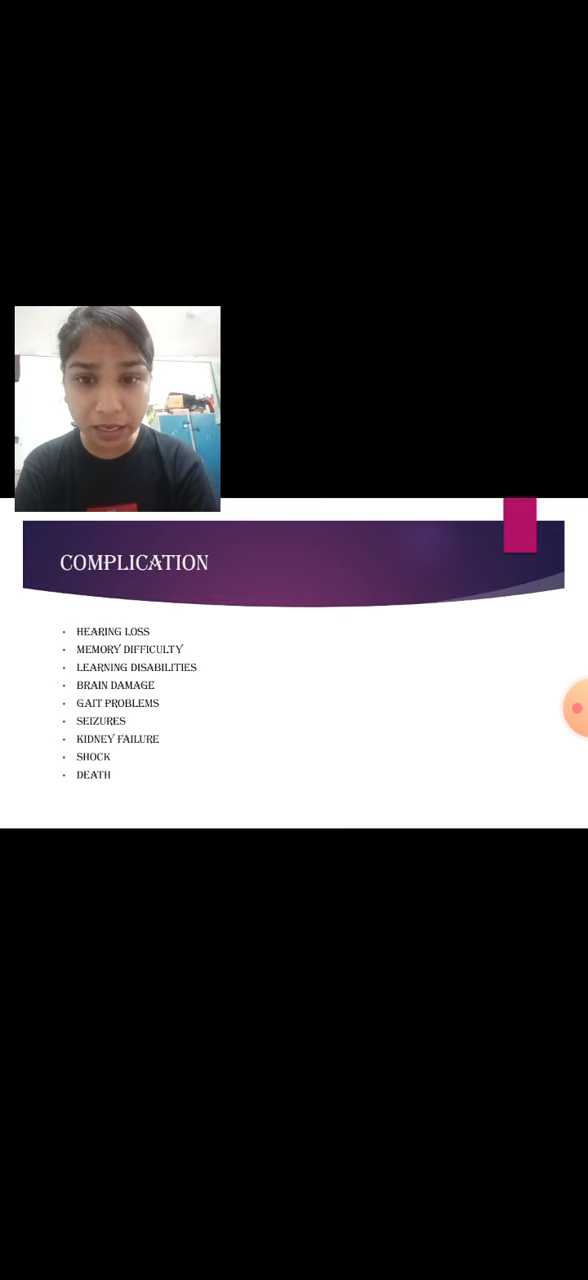 COMPLICATION
• HEARING LOSS
• MEMORY DIFFICULTY
• LEARNING DISABILITIES
• BRAIN DAMAGE
• GAIT PROBLEMS
• SEIZURES
• KIDNEY FAILURE
• SHOCK
• DEATH